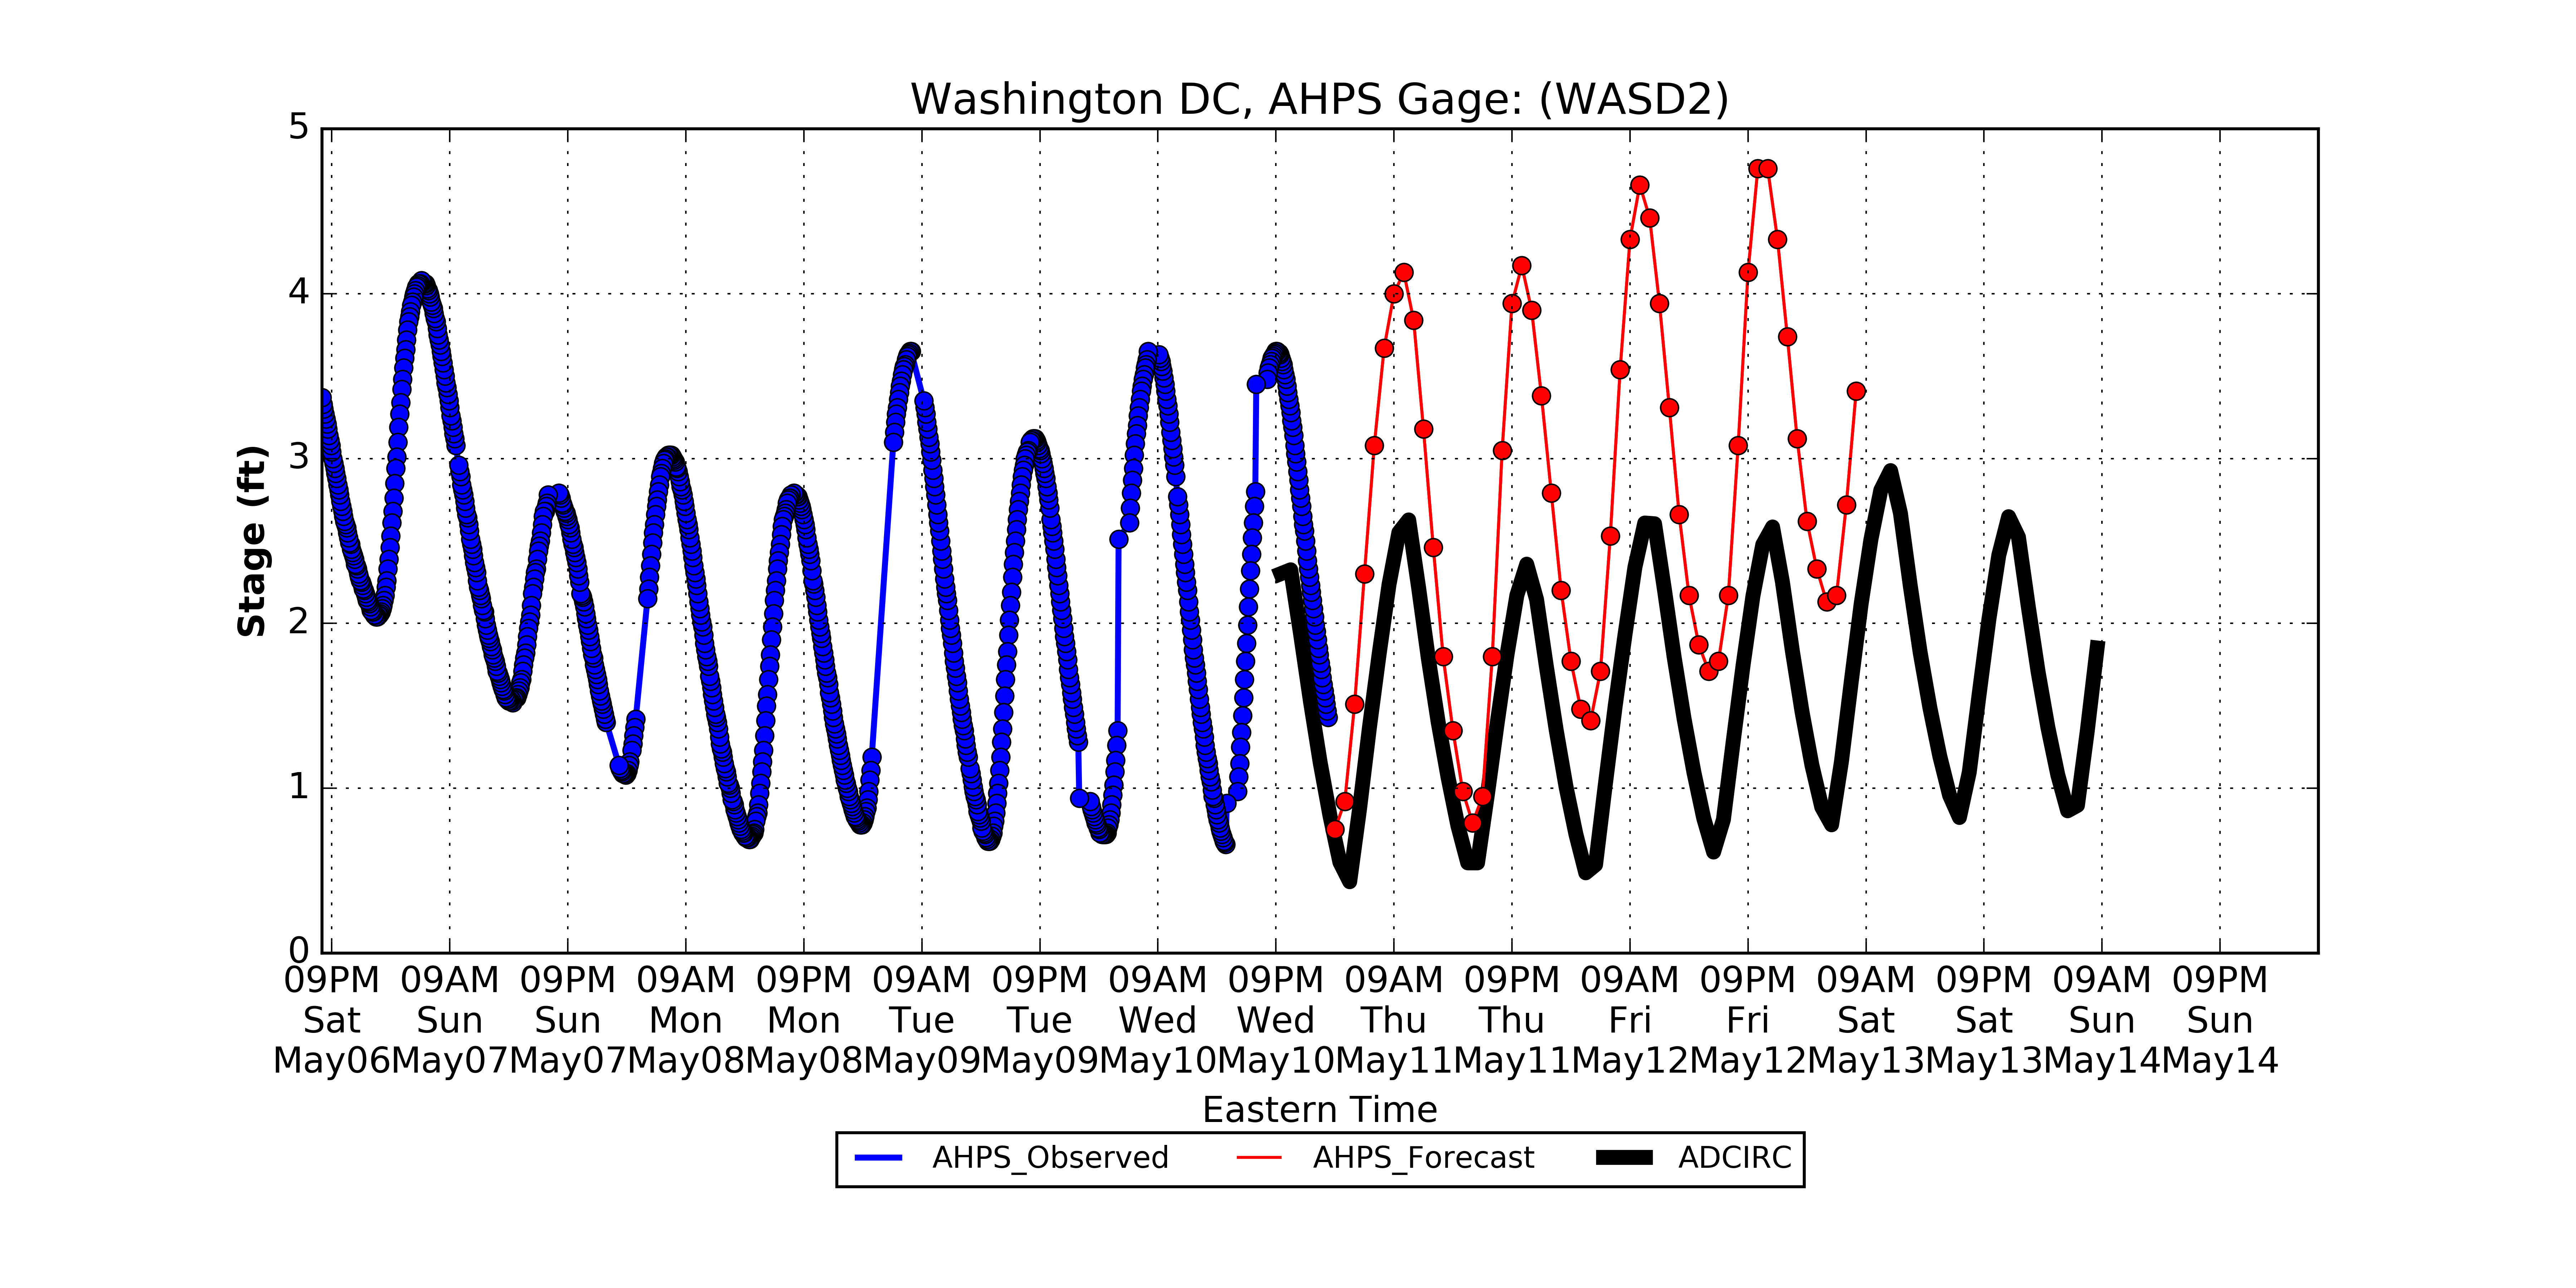 Washington DC, AHPS Gage: (WASD2)
5
4
3
2
1
0
Stage (ft)
09PM 09AM 09PM 09AM 09PM 09AM 09PM 09AM 09PM 09AM 09PM 09AM 09PM 09AM 09PM 09AM 09PM
Sat Sun Sun Mon Mon Tue Tue Wed Wed Thu Thu Fri Fri Sat Sat Sun Sun
May06 May07 May07 May08 May08 May09 May09 May10 May10 May11 May11 May12 May12 May13 May13 May14 May14
Eastern Time
AHPS_Observed AHPS_Forecast ADCIRC